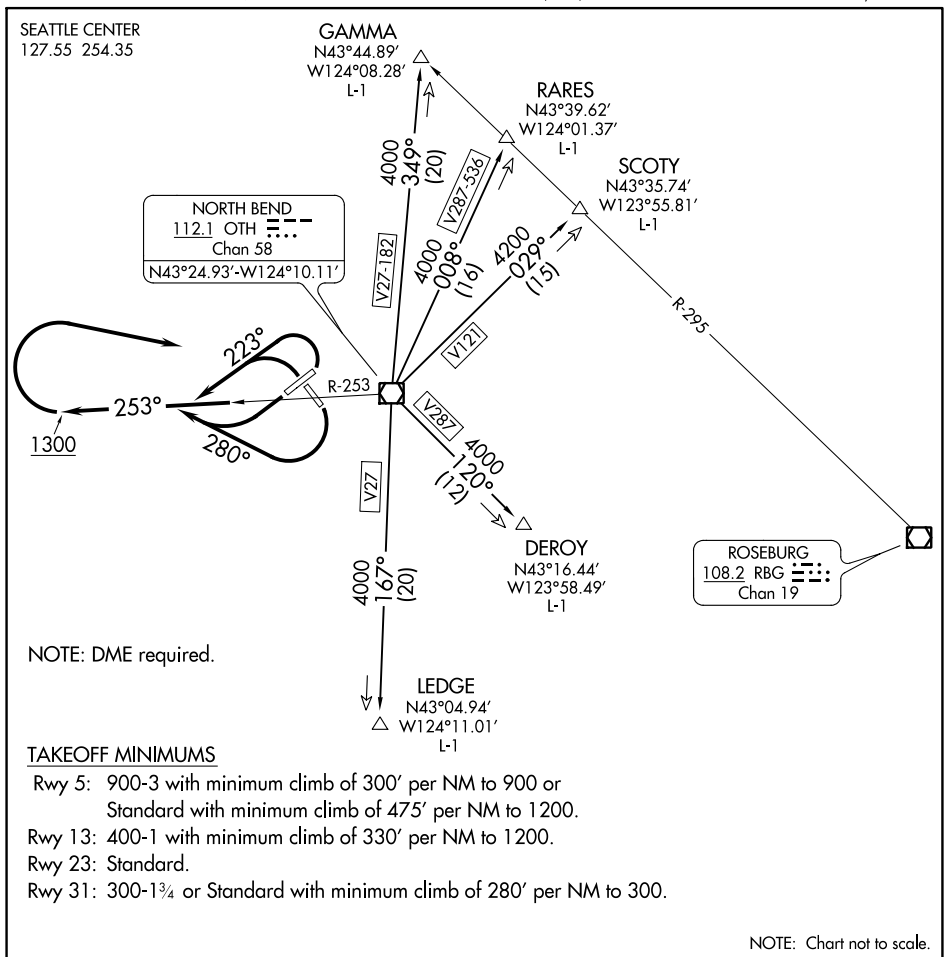 SEATTLE CENTER
127.55 254.35
GAMMA
N43°44.89′
W124°08.28′
L-1
RARES
N43°39.62′
W124°01.37′
L-1
SCOTY
N43°35.74′
W123°55.81′
L-1
4000
349°
(20)
V27-182
V287-536
4000
008°
(16)
4200
029°
(15)
V121
NORTH BEND
112.1 OTH
Chan 58
N43°24.93′-W124°10.11′
R-295
223°
R-253
253°
1300
280°
V287
4000
120°
(12)
V27
4000
167°
(20)
DEROY
N43°16.44′
W123°58.49′
L-1
ROSEBURG
108.2 RBG
Chan 19
NOTE: DME required.
LEDGE
N43°04.94′
W124°11.01′
L-1
TAKEOFF MINIMUMS
Rwy 5: 900-3 with minimum climb of 300′ per NM to 900 or
Standard with minimum climb of 475′ per NM to 1200.
Rwy 13: 400-1 with minimum climb of 330′ per NM to 1200.
Rwy 23: Standard.
Rwy 31: 300-1¾ or Standard with minimum climb of 280′ per NM to 300.
NOTE: Chart not to scale.